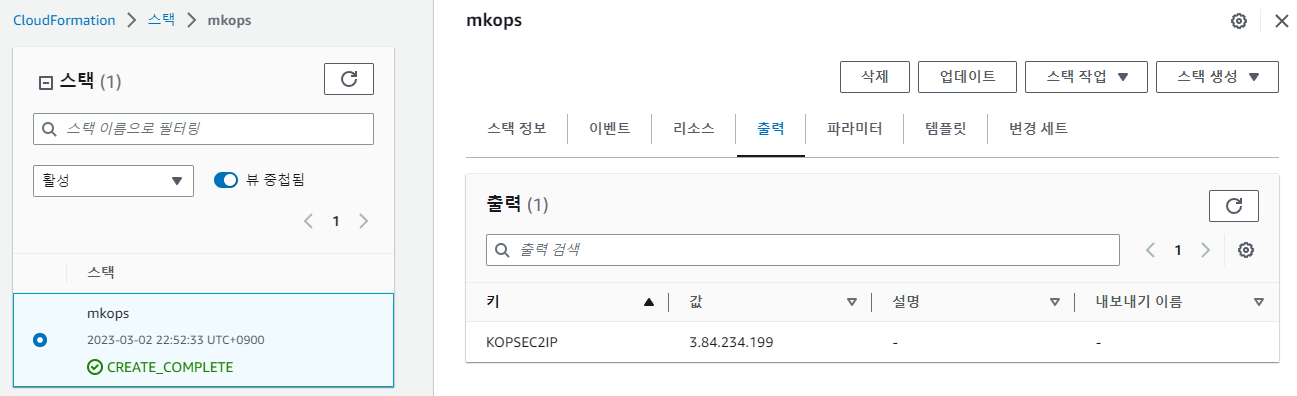 CloudFormation > 스택 > mkops
스택 (1)
스택 이름으로 필터링
활성
뷰 중첩됨
1
스택
mkops
2023-03-02 22:52:33 UTC+0900
CREATE_COMPLETE
mkops
삭제 업데이트 스택 작업 스택 생성
스택 정보 이벤트 리소스 출력 파라미터 템플릿 변경 세트
출력 (1)
출력 검색
1
키 값 설명 내보내기 이름
KOPSEC2IP 3.84.234.199 - -